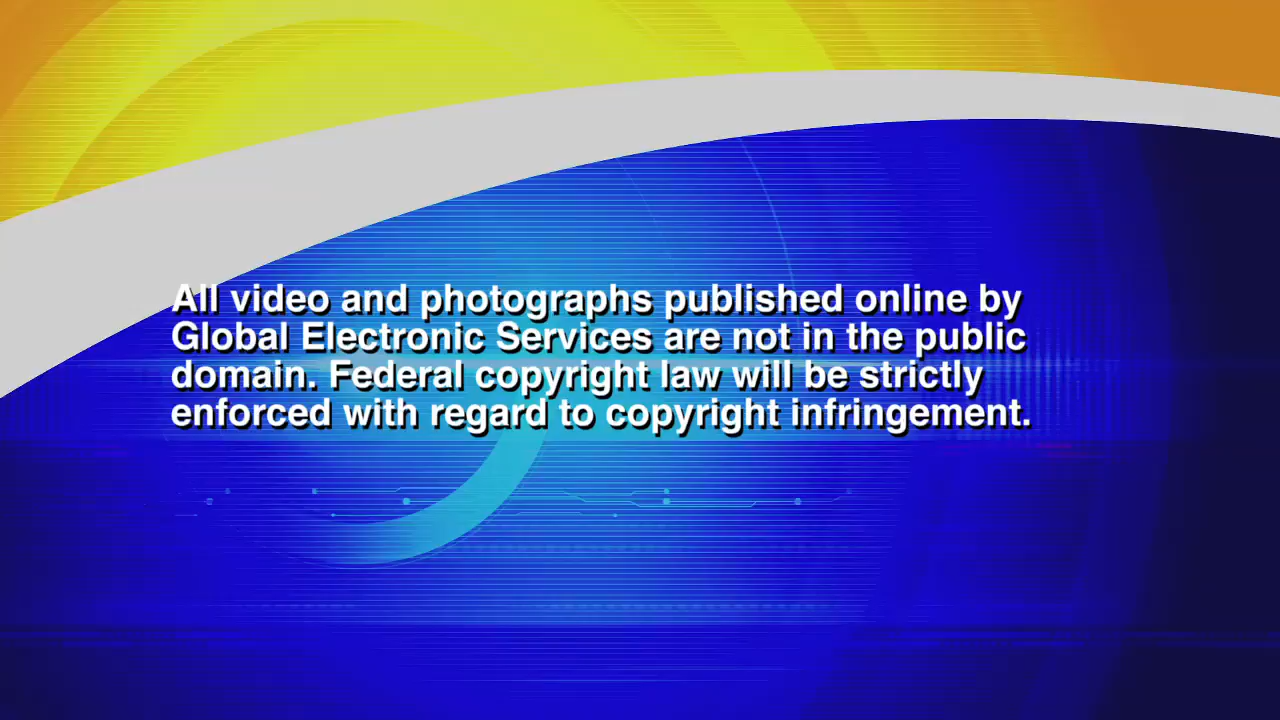 All video and photographs published online by
Global Electronic Services are not in the public
domain. Federal copyright law will be strictly
enforced with regard to copyright infringement.